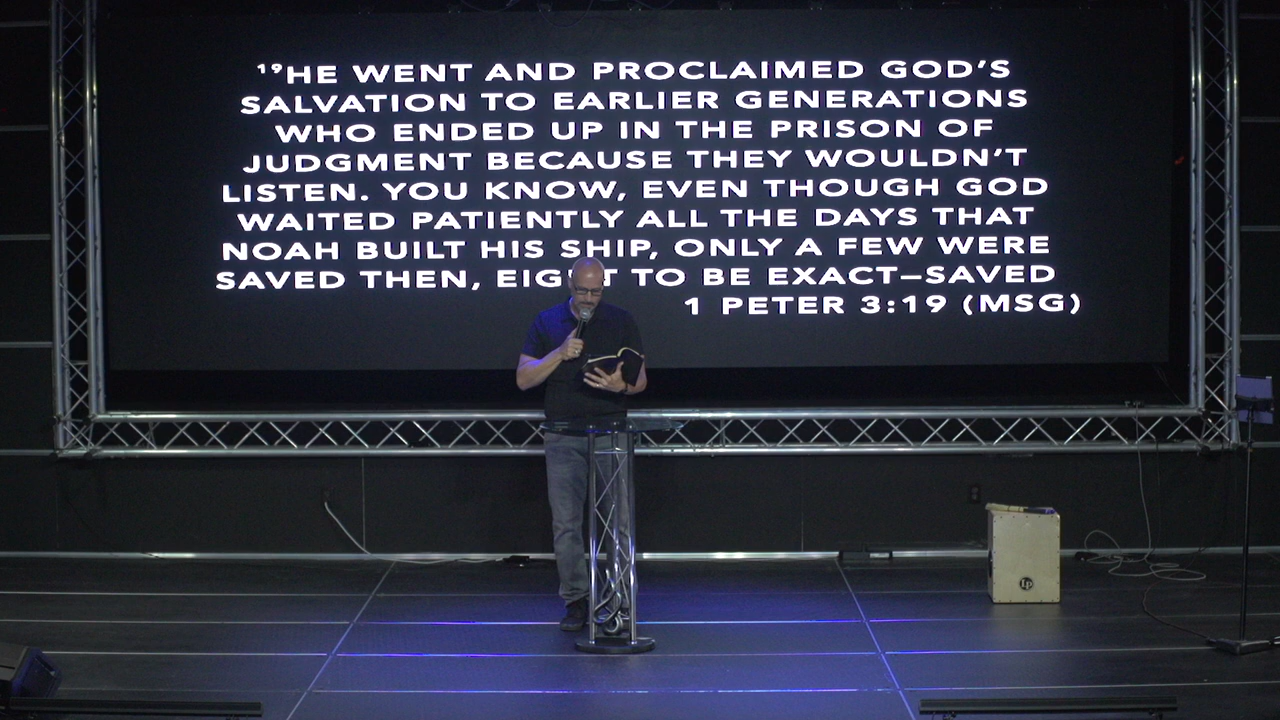 ¹⁹HE WENT AND PROCLAIMED GOD'S
SALVATION TO EARLIER GENERATIONS
WHO ENDED UP IN THE PRISON OF
JUDGMENT BECAUSE THEY WOULDN'T
LISTEN. YOU KNOW, EVEN THOUGH GOD
WAITED PATIENTLY ALL THE DAYS THAT
NOAH BUILT HIS SHIP, ONLY A FEW WERE
SAVED THEN, EIGHT TO BE EXACT—SAVED
1 PETER 3:19 (MSG)
LP